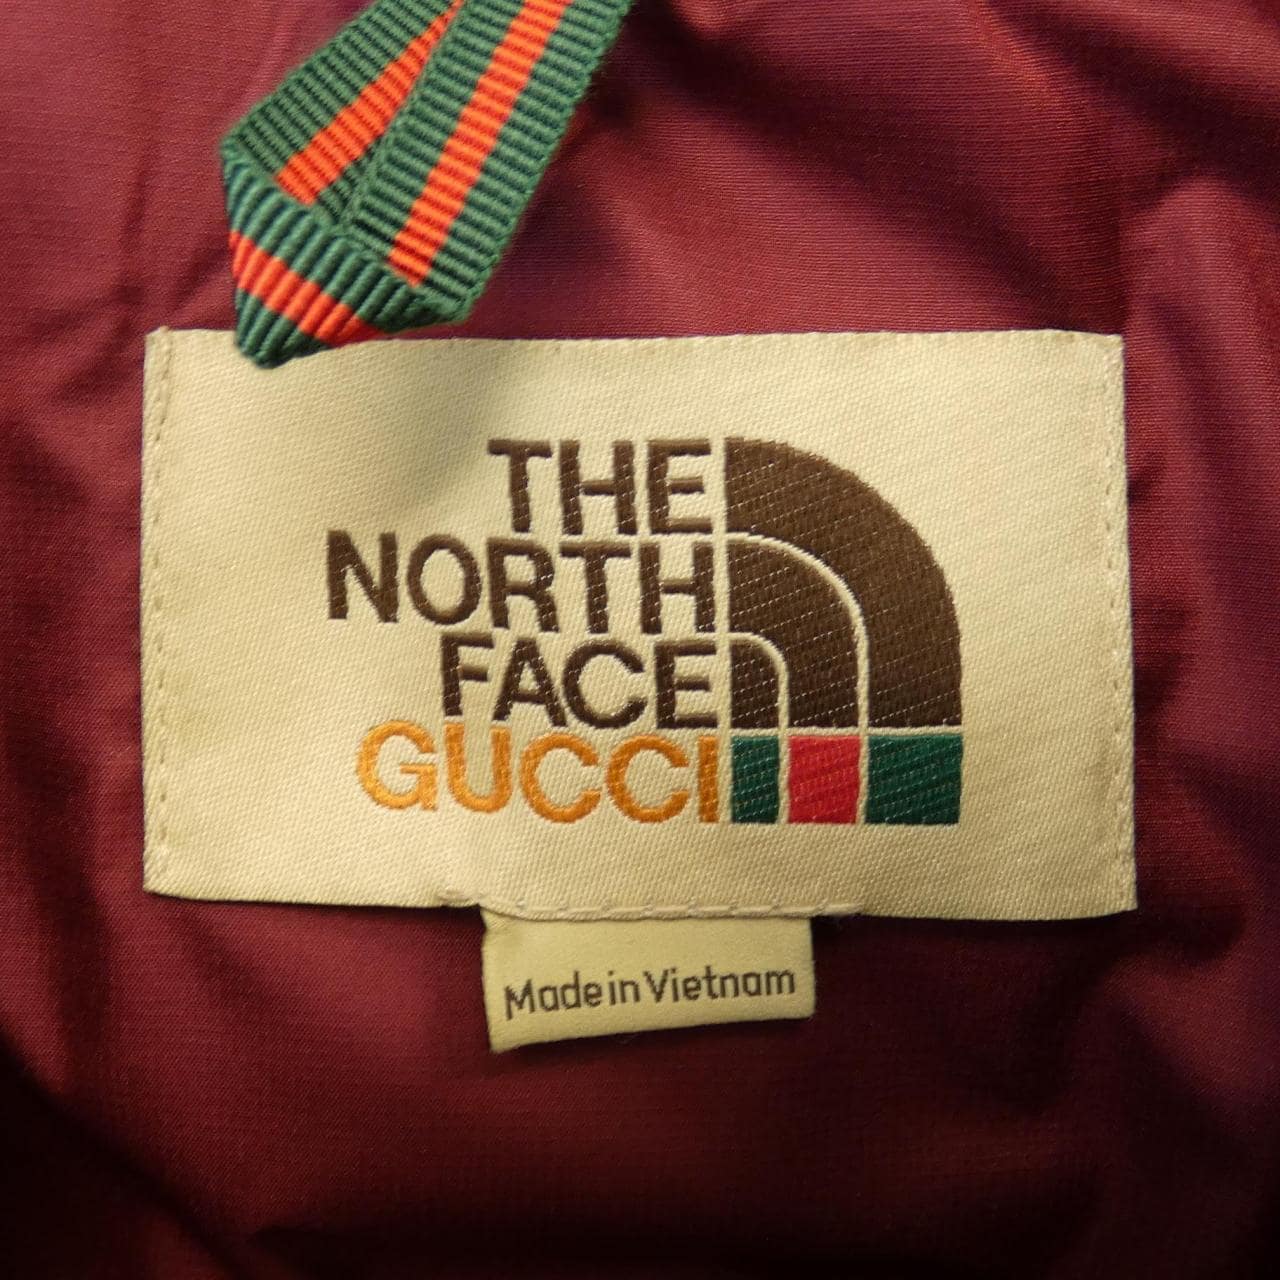 THE
NORTH
FACE
GUCCI
Made in Vietnam